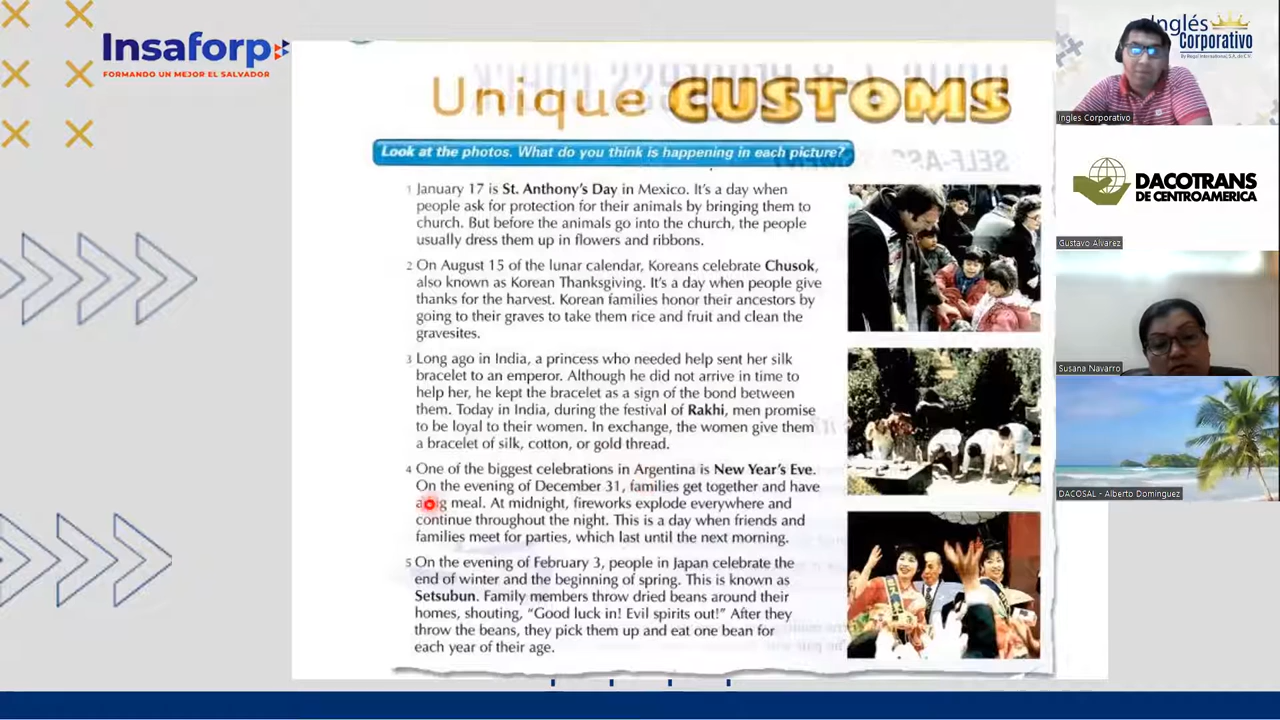 Insaforp
FORMANDO UN MEJOR EL SALVADOR
Unique CUSTOMS
Look at the photos. What do you think is happening in each picture?
1 January 17 is St. Anthony's Day in Mexico. It's a day when
people ask for protection for their animals by bringing them to
church. But before the animals go into the church, the people
usually dress them up in flowers and ribbons.
2 On August 15 of the lunar calendar, Koreans celebrate Chusok,
also known as Korean Thanksgiving. It's a day when people give
thanks for the harvest. Korean families honor their ancestors by
going to their graves to take them rice and fruit and clean the
gravesites.
3 Long ago in India, a princess who needed help sent her silk
bracelet to an emperor. Although he did not arrive in time to
help her, he kept the bracelet as a sign of the bond between
them. Today in India, during the festival of Rakhi, men promise
to be loyal to their women. In exchange, the women give them
a bracelet of silk, cotton, or gold thread.
4 One of the biggest celebrations in Argentina is New Year's Eve.
On the evening of December 31, families get together and have
a big meal. At midnight, fireworks explode everywhere and
continue throughout the night. This is a day when friends and
families meet for parties, which last until the next morning.
5 On the evening of February 3, people in Japan celebrate the
end of winter and the beginning of spring. This is known as
Setsubun. Family members throw dried beans around their
homes, shouting, "Good luck in! Evil spirits out!" After they
throw the beans, they pick them up and eat one bean for
each year of their age.
Inglés
Corporativo
By Regal International, S.A. de C.V.
Ingles Corporativo
DACOTRANS
DE CENTROAMERICA
Gustavo Alvarez
Susana Navarro
DACOSAL - Alberto Dominguez